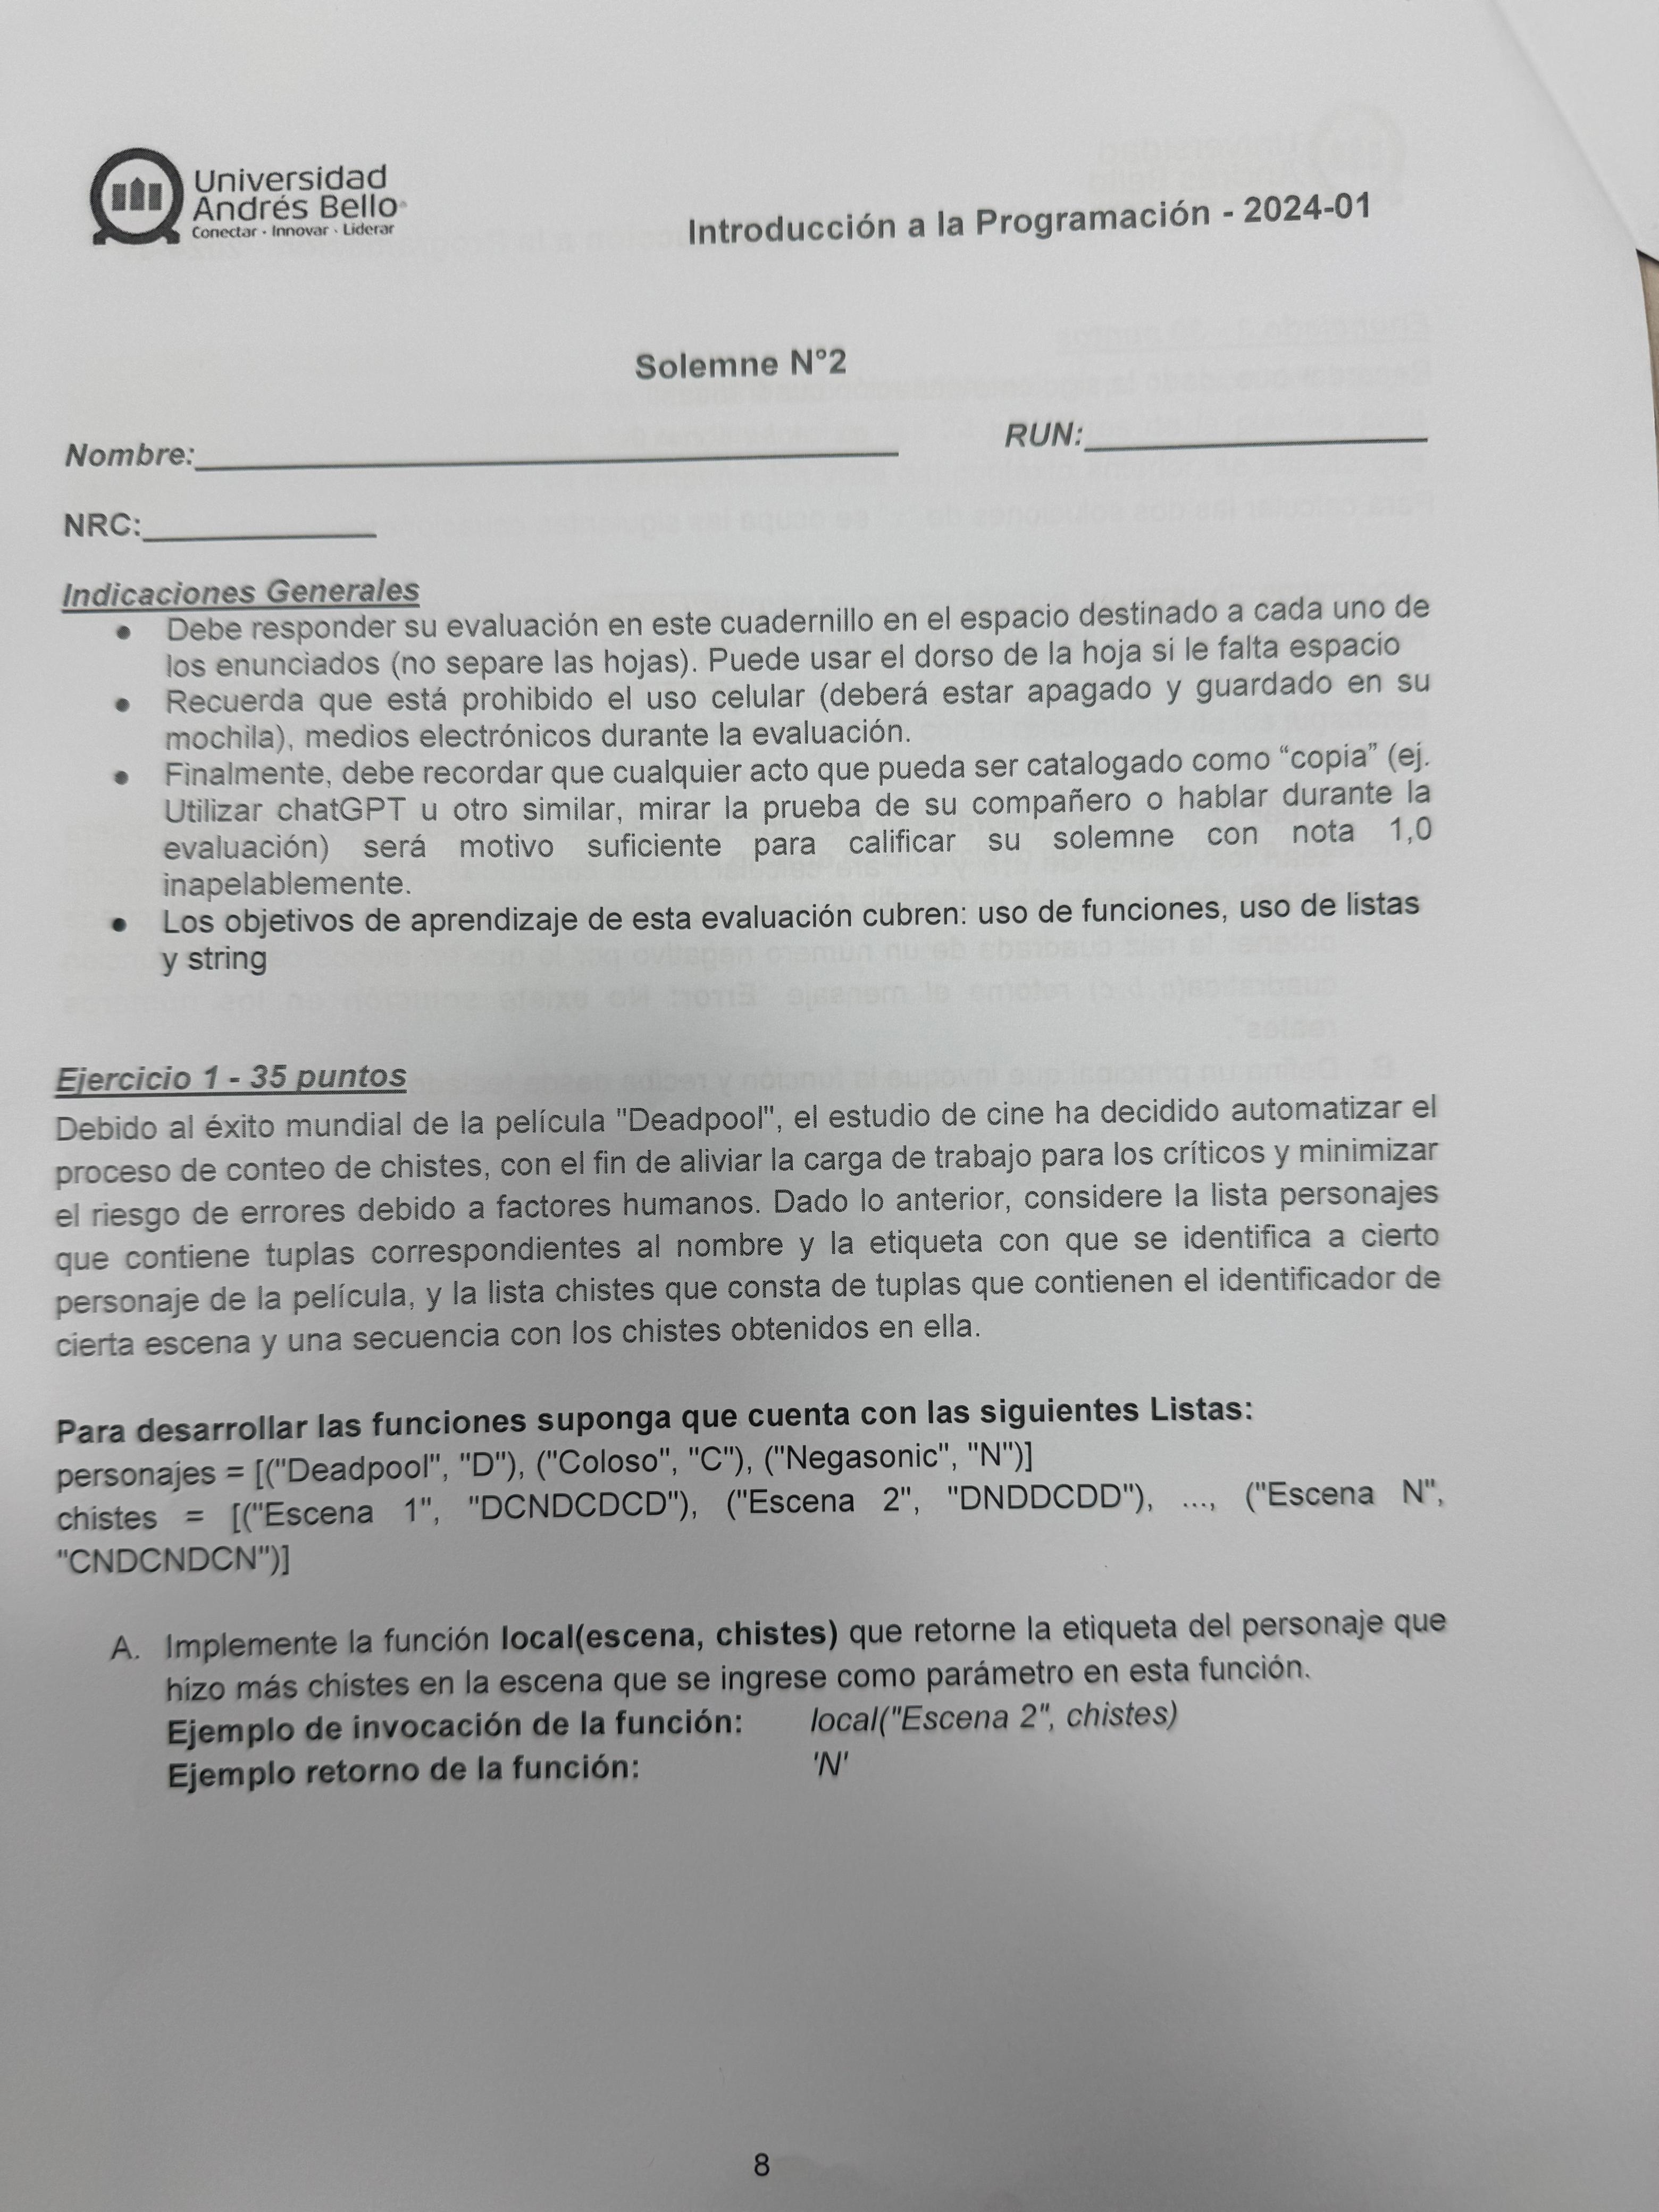 Universidad
Andrés Bello
Conectar · Innovar · Liderar
Introducción a la Programación - 2024-01
Solemne N°2
Nombre:
RUN:
NRC:
Indicaciones Generales
● Debe responder su evaluación en este cuadernillo en el espacio destinado a cada uno de
los enunciados (no separe las hojas). Puede usar el dorso de la hoja si le falta espacio
● Recuerda que está prohibido el uso celular (deberá estar apagado y guardado en su
mochila), medios electrónicos durante la evaluación.
● Finalmente, debe recordar que cualquier acto que pueda ser catalogado como “copia” (ej.
Utilizar chatGPT u otro similar, mirar la prueba de su compañero o hablar durante la
evaluación) será motivo suficiente para calificar su solemne con nota 1,0
inapelablemente.
● Los objetivos de aprendizaje de esta evaluación cubren: uso de funciones, uso de listas
y string
Ejercicio 1 - 35 puntos
Debido al éxito mundial de la película "Deadpool", el estudio de cine ha decidido automatizar el
proceso de conteo de chistes, con el fin de aliviar la carga de trabajo para los críticos y minimizar
el riesgo de errores debido a factores humanos. Dado lo anterior, considere la lista personajes
que contiene tuplas correspondientes al nombre y la etiqueta con que se identifica a cierto
personaje de la película, y la lista chistes que consta de tuplas que contienen el identificador de
cierta escena y una secuencia con los chistes obtenidos en ella.
Para desarrollar las funciones suponga que cuenta con las siguientes Listas:
personajes = [("Deadpool", "D"), ("Coloso", "C"), ("Negasonic", "N")]
chistes = [("Escena 1", "DCNDCDCD"), ("Escena 2", "DNDDCDD"), ..., ("Escena N",
"CNDCNDCN")]
A. Implemente la función local(escena, chistes) que retorne la etiqueta del personaje que
hizo más chistes en la escena que se ingrese como parámetro en esta función.
Ejemplo de invocación de la función: local("Escena 2", chistes)
Ejemplo retorno de la función: 'N'
8